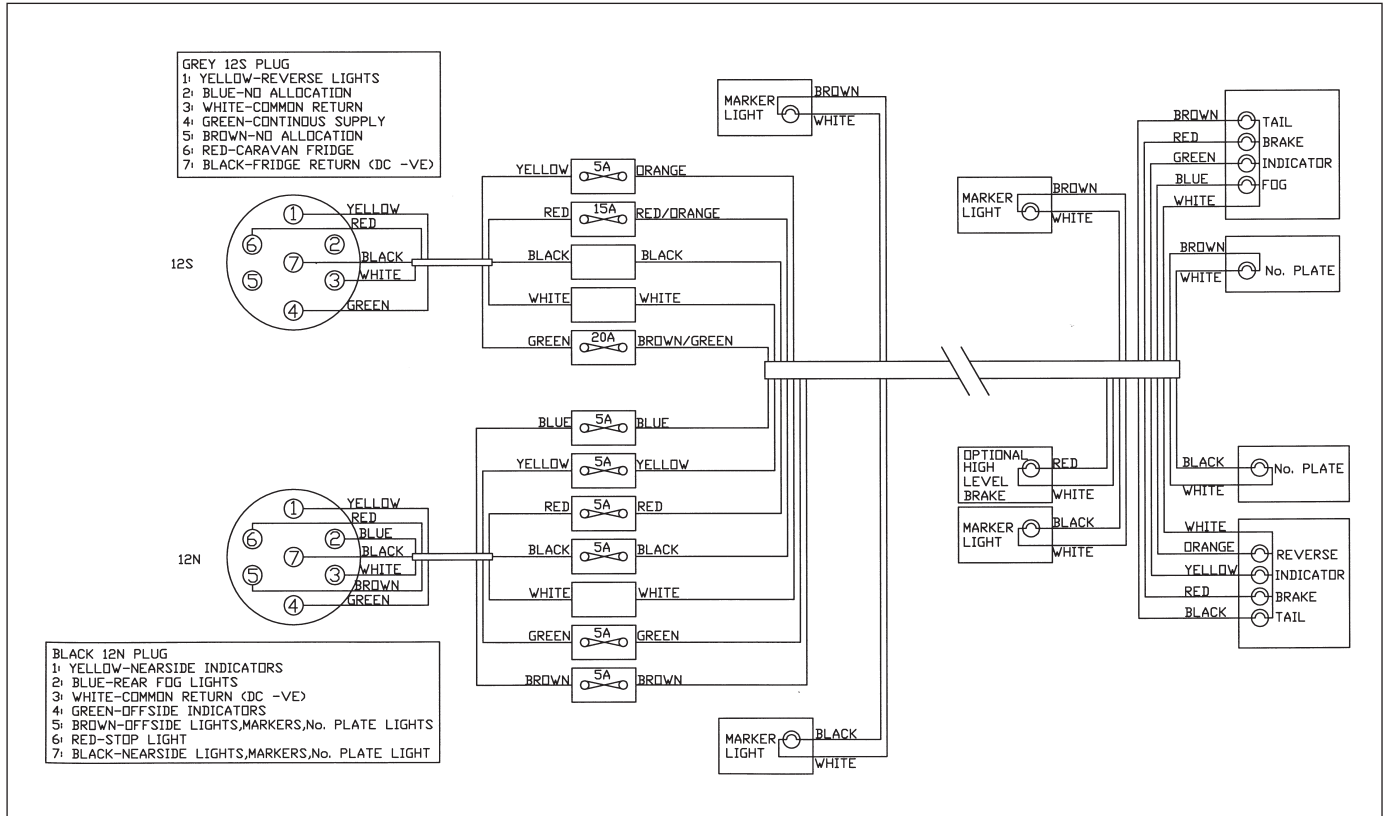 GREY 12S PLUG
1: YELLOW-REVERSE LIGHTS
2: BLUE-NO ALLOCATION
3: WHITE-COMMON RETURN
4: GREEN-CONTINOUS SUPPLY
5: BROWN-NO ALLOCATION
6: RED-CARAVAN FRIDGE
7: BLACK-FRIDGE RETURN (DC -VE)
12S
1
6
2
7
5
3
4
YELLOW
RED
BLACK
WHITE
GREEN
YELLOW 5A ORANGE
RED 15A RED/ORANGE
BLACK BLACK
WHITE WHITE
GREEN 20A BROWN/GREEN
12N
1
6
2
7
5
3
4
YELLOW
RED
BLUE
BLACK
WHITE
BROWN
GREEN
BLUE 5A BLUE
YELLOW 5A YELLOW
RED 5A RED
BLACK 5A BLACK
WHITE WHITE
GREEN 5A GREEN
BROWN 5A BROWN
BLACK 12N PLUG
1: YELLOW-NEARSIDE INDICATORS
2: BLUE-REAR FOG LIGHTS
3: WHITE-COMMON RETURN (DC -VE)
4: GREEN-OFFSIDE INDICATORS
5: BROWN-OFFSIDE LIGHTS,MARKERS,No. PLATE LIGHTS
6: RED-STOP LIGHT
7: BLACK-NEARSIDE LIGHTS,MARKERS,No. PLATE LIGHT
MARKER
LIGHT
BROWN
WHITE
MARKER
LIGHT
BLACK
WHITE
MARKER
LIGHT
BROWN
WHITE
OPTIONAL
HIGH
LEVEL
BRAKE
RED
WHITE
MARKER
LIGHT
BLACK
WHITE
BROWN TAIL
RED BRAKE
GREEN INDICATOR
BLUE FOG
WHITE
BROWN
WHITE No. PLATE
BLACK No. PLATE
WHITE
WHITE
ORANGE REVERSE
YELLOW INDICATOR
RED BRAKE
BLACK TAIL